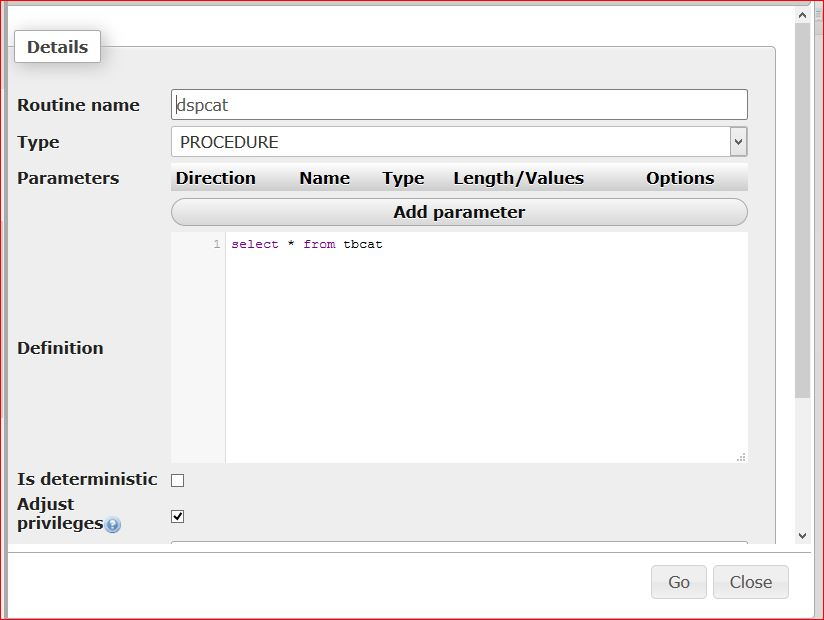 Details
Routine name dspcat
Type PROCEDURE
Parameters Direction Name Type Length/Values Options
Add parameter
1 select * from tbcat
Definition
Is deterministic
Adjust
privileges
Go Close